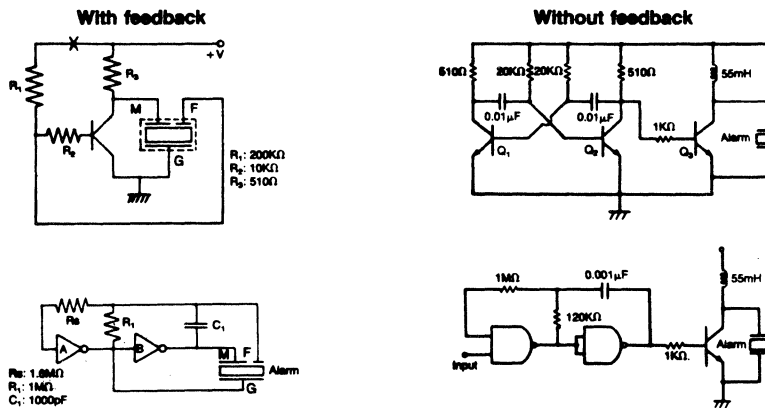 With feedback
+V
R₁
R₃
M
F
R₂
G
R₁: 200KΩ
R₂: 10KΩ
R₃: 510Ω
Rs
R₁
C₁
A
B
M
F
Alarm
G
Rs: 1.6MΩ
R₁: 1MΩ
C₁: 1000pF
Without feedback
510Ω
20KΩ
20KΩ
510Ω
55mH
0.01μF
0.01μF
1KΩ
Alarm
Q₁
Q₂
Q₃
1MΩ
0.001μF
55mH
120KΩ
Input
1KΩ.
Alarm